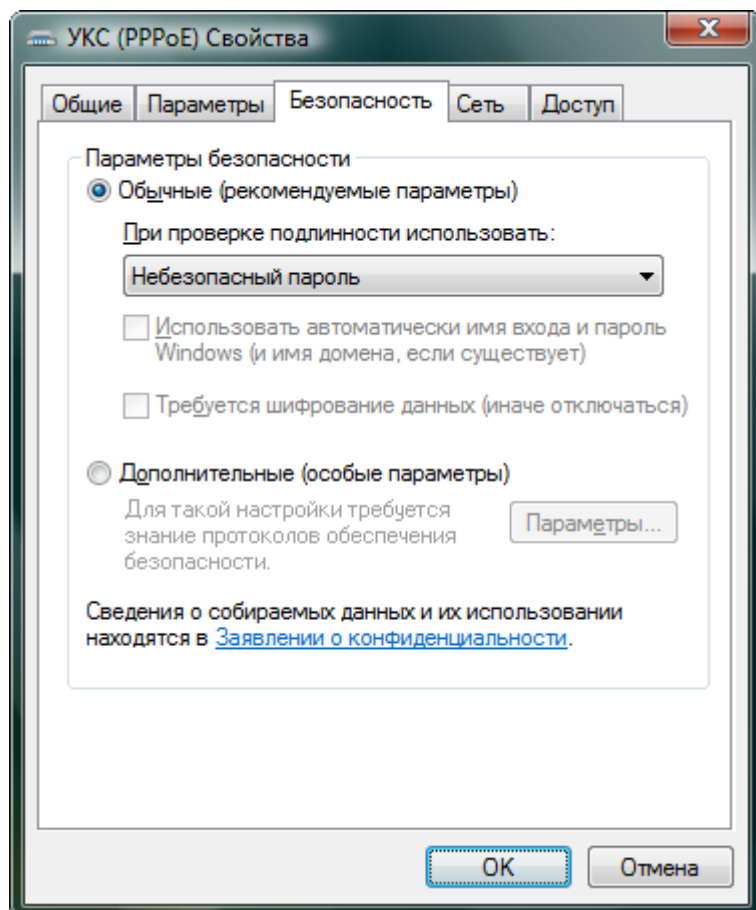 УКС (PPPoE) Свойства
Общие Параметры Безопасность Сеть Доступ
Параметры безопасности
Обычные (рекомендуемые параметры)
При проверке подлинности использовать:
Небезопасный пароль
Использовать автоматически имя входа и пароль
Windows (и имя домена, если существует)
Требуется шифрование данных (иначе отключаться)
Дополнительные (особые параметры)
Для такой настройки требуется
знание протоколов обеспечения
безопасности.
Параметры...
Сведения о собираемых данных и их использовании
находятся в Заявлении о конфиденциальности.
OK Отмена